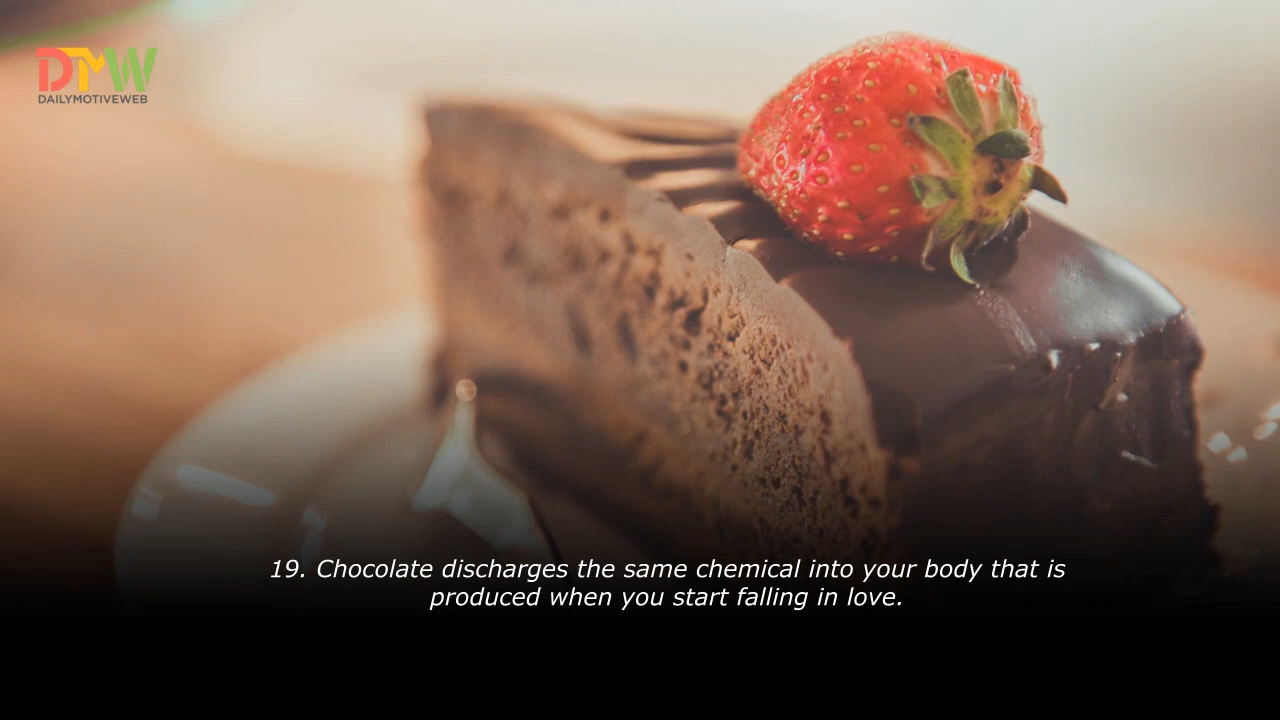 DMW
DAILYMOTIVEWEB
19. Chocolate discharges the same chemical into your body that is
produced when you start falling in love.